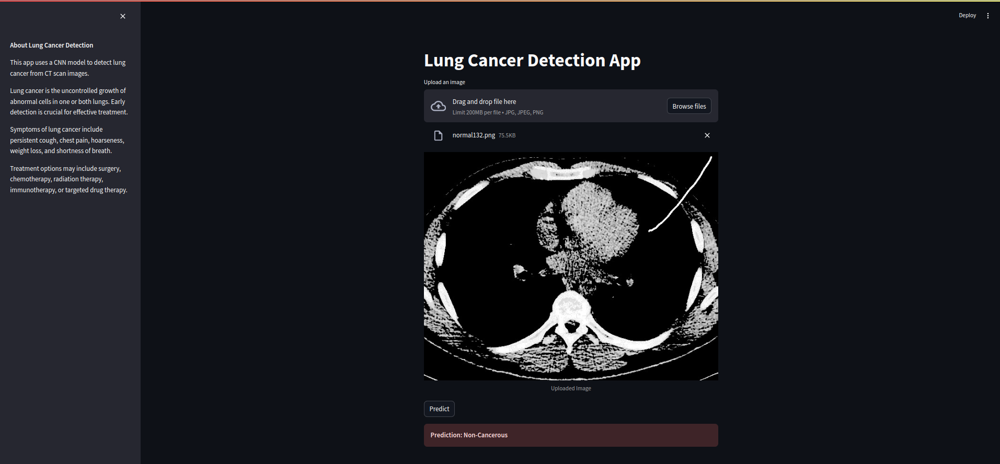 About Lung Cancer Detection
This app uses a CNN model to detect lung
cancer from CT scan images.
Lung cancer is the uncontrolled growth of
abnormal cells in one or both lungs. Early
detection is crucial for effective treatment.
Symptoms of lung cancer include
persistent cough, chest pain, hoarseness,
weight loss, and shortness of breath.
Treatment options may include surgery,
chemotherapy, radiation therapy,
immunotherapy, or targeted drug therapy.
Deploy
Lung Cancer Detection App
Upload an image
Drag and drop file here
Limit 200MB per file • JPG, JPEG, PNG
Browse files
normal132.png 75.5KB
Uploaded Image
Predict
Prediction: Non-Cancerous